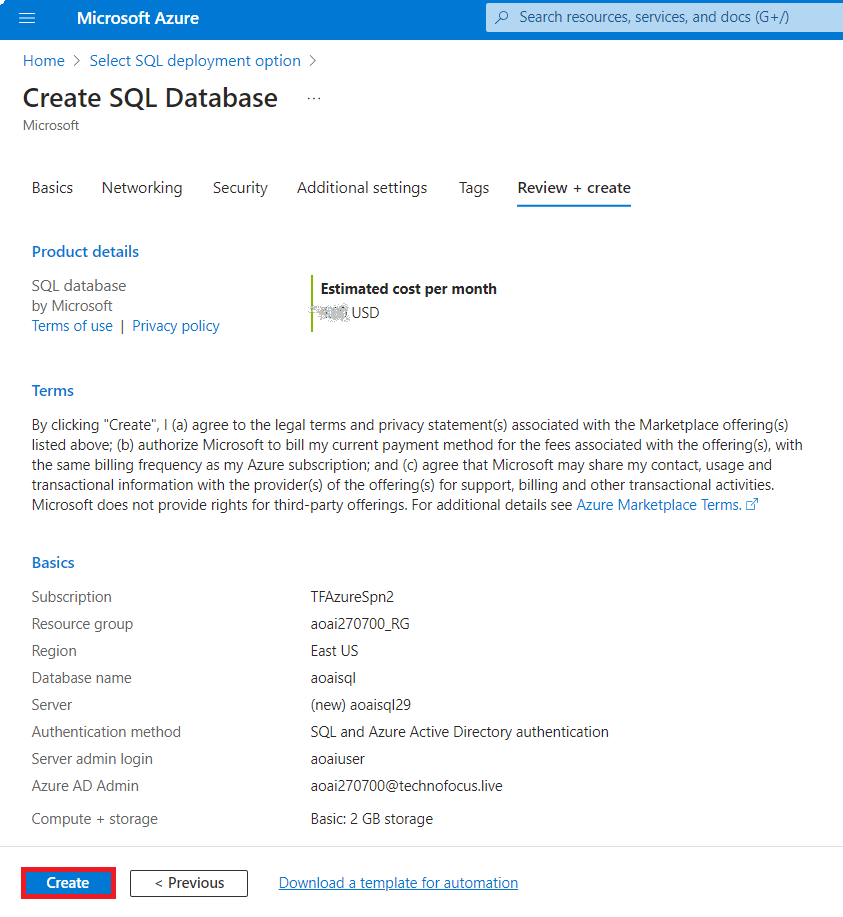 Microsoft Azure
Search resources, services, and docs (G+/)
Home > Select SQL deployment option >
Create SQL Database ...
Microsoft
Basics Networking Security Additional settings Tags Review + create
Product details
SQL database
by Microsoft
Terms of use | Privacy policy
Estimated cost per month
USD
Terms
By clicking "Create", I (a) agree to the legal terms and privacy statement(s) associated with the Marketplace offering(s)
listed above; (b) authorize Microsoft to bill my current payment method for the fees associated with the offering(s), with
the same billing frequency as my Azure subscription; and (c) agree that Microsoft may share my contact, usage and
transactional information with the provider(s) of the offering(s) for support, billing and other transactional activities.
Microsoft does not provide rights for third-party offerings. For additional details see Azure Marketplace Terms.
Basics
Subscription TFAzureSpn2
Resource group aoai270700_RG
Region East US
Database name aoaisql
Server (new) aoaisql29
Authentication method SQL and Azure Active Directory authentication
Server admin login aoaiuser
Azure AD Admin aoai270700@technofocus.live
Compute + storage Basic: 2 GB storage
Create < Previous Download a template for automation